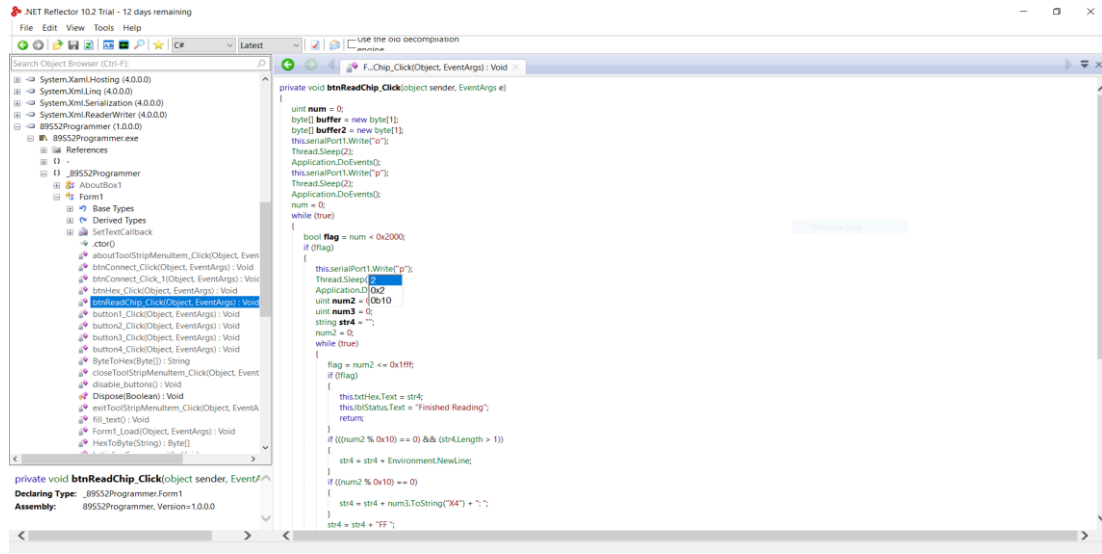 .NET Reflector 10.2 Trial - 12 days remaining
File Edit View Tools Help
C# Latest Use the old decompilation engine
Search Object Browser (Ctrl-F);
F...Chip_Click(Object, EventArgs) : Void
System.Xaml.Hosting (4.0.0.0)
System.Xml.Linq (4.0.0.0)
System.Xml.Serialization (4.0.0.0)
System.Xml.ReaderWriter (4.0.0.0)
89S52Programmer (1.0.0.0)
89S52Programmer.exe
References
{} -
{} _89S52Programmer
AboutBox1
Form1
Base Types
Derived Types
SetTextCallback
.ctor()
aboutToolStripMenuItem_Click(Object, Even
btnConnect_Click(Object, EventArgs) : Void
btnConnect_Click_1(Object, EventArgs) : Voic
btnHex_Click(Object, EventArgs) : Void
btnReadChip_Click(Object, EventArgs) : Void
button1_Click(Object, EventArgs) : Void
button2_Click(Object, EventArgs) : Void
button3_Click(Object, EventArgs) : Void
button4_Click(Object, EventArgs) : Void
ByteToHex(Byte[]) : String
closeToolStripMenuItem_Click(Object, Event
disable_buttons() : Void
Dispose(Boolean) : Void
exitToolStripMenuItem_Click(Object, EventA
fill_text() : Void
Form1_Load(Object, EventArgs) : Void
HexToByte(String) : Byte[]
private void btnReadChip_Click(object sender, EventA
Declaring Type: _89S52Programmer.Form1
Assembly: 89S52Programmer, Version=1.0.0.0
private void btnReadChip_Click(object sender, EventArgs e)
{
uint num = 0;
byte[] buffer = new byte[1];
byte[] buffer2 = new byte[1];
this.serialPort1.Write("o");
Thread.Sleep(2);
Application.DoEvents();
this.serialPort1.Write("p");
Thread.Sleep(2);
Application.DoEvents();
num = 0;
while (true)
{
bool flag = num < 0x2000;
if (!flag)
{
this.serialPort1.Write("p");
Thread.Sleep( 2
Application.D 0x2
uint num2 = 0b10
uint num3 = 0;
string str4 = "";
num2 = 0;
while (true)
{
flag = num2 <= 0x1fff;
if (!flag)
{
this.txtHex.Text = str4;
this.lblStatus.Text = "Finished Reading";
return;
}
if (((num2 % 0x10) == 0) && (str4.Length > 1))
{
str4 = str4 + Environment.NewLine;
}
if ((num2 % 0x10) == 0)
{
str4 = str4 + num3.ToString("X4") + ": ";
}
str4 = str4 + "FF ";